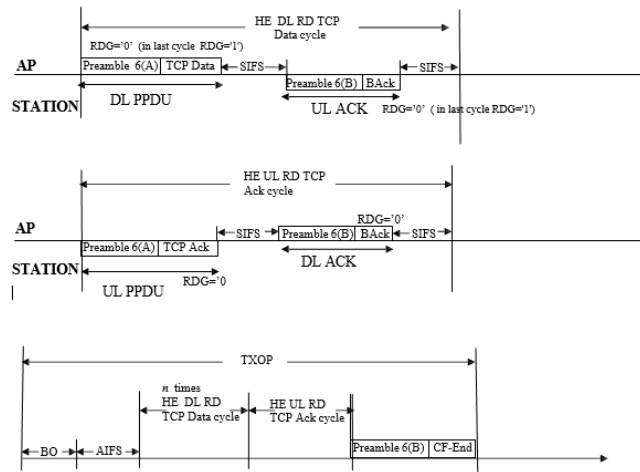 HE DL RD TCP
Data cycle
RDG='0' (in last cycle RDG='1')
AP
Preamble 6(A) TCP Data
SIFS
SIFS
Preamble 6(B) BAck
STATION
DL PPDU
UL ACK
RDG='0' ( in last cycle RDG='1')
HE UL RD TCP
Ack cycle
RDG='0'
AP
SIFS
Preamble 6(B) BAck
SIFS
Preamble 6(A) TCP Ack
STATION
DL ACK
RDG='0
UL PPDU
TXOP
n times
HE DL RD
TCP Data cycle
HE UL RD
TCP Ack cycle
Preamble 6(B) CF-End
BO
AIFS